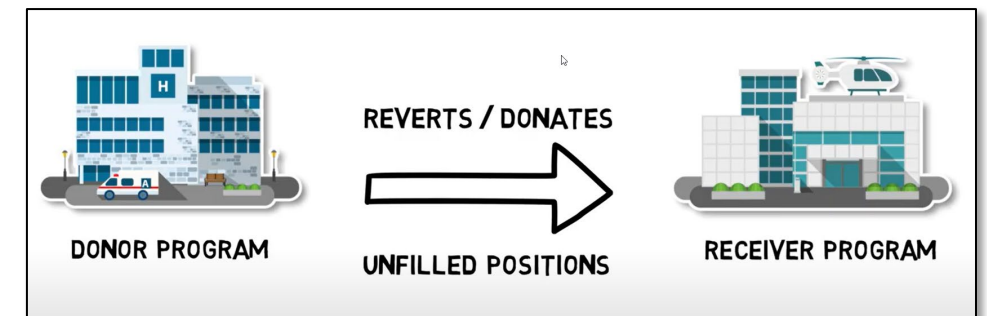 H
A
REVERTS / DONATES
DONOR PROGRAM
UNFILLED POSITIONS
RECEIVER PROGRAM